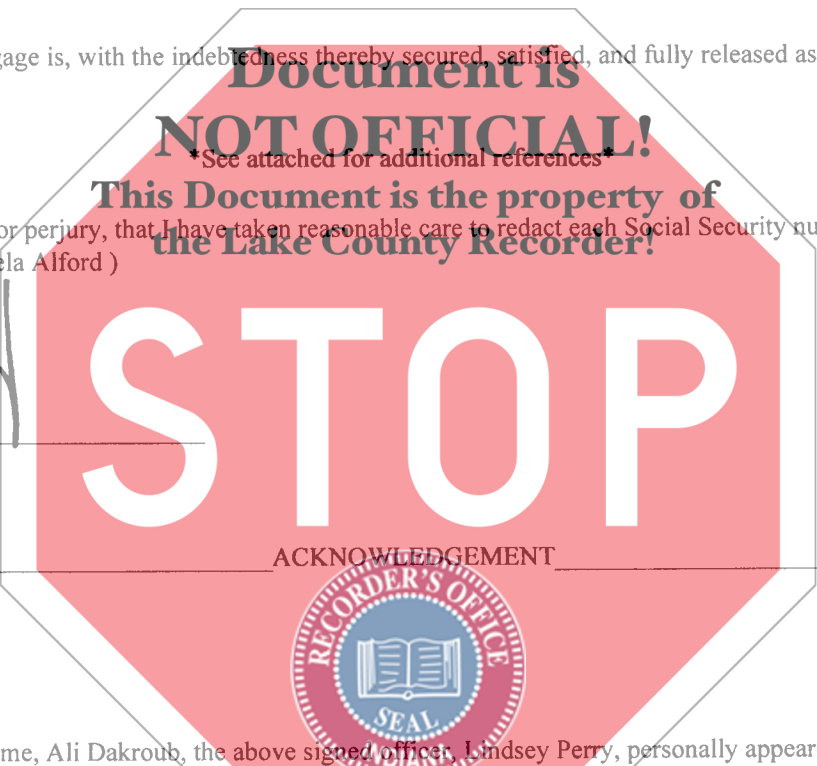 gage is, with the indebtedness thereby secured, satisfied, and fully released as
Document is
NOT OFFICIAL!
*See attached for additional references*
This Document is the property of
or perjury, that I have taken reasonable care to redact each Social Security nu
the Lake County Recorder!
ela Alford )
STOP
ACKNOWLEDGEMENT
RECORDER'S OFFICE
SEAL
me, Ali Dakroub, the above signed officer, Lindsey Perry, personally appear